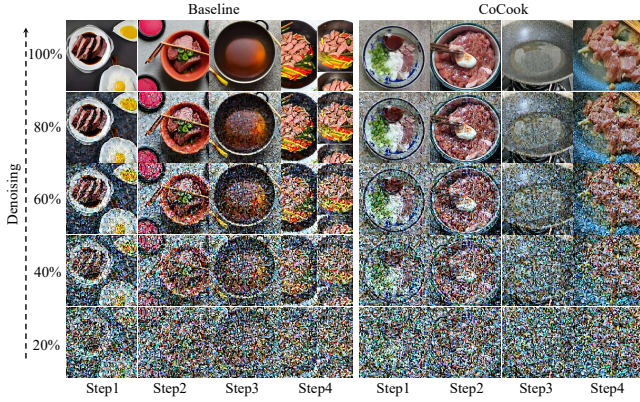 Baseline
CoCook
Denoising
100%
80%
60%
40%
20%
Step1 Step2 Step3 Step4 Step1 Step2 Step3 Step4